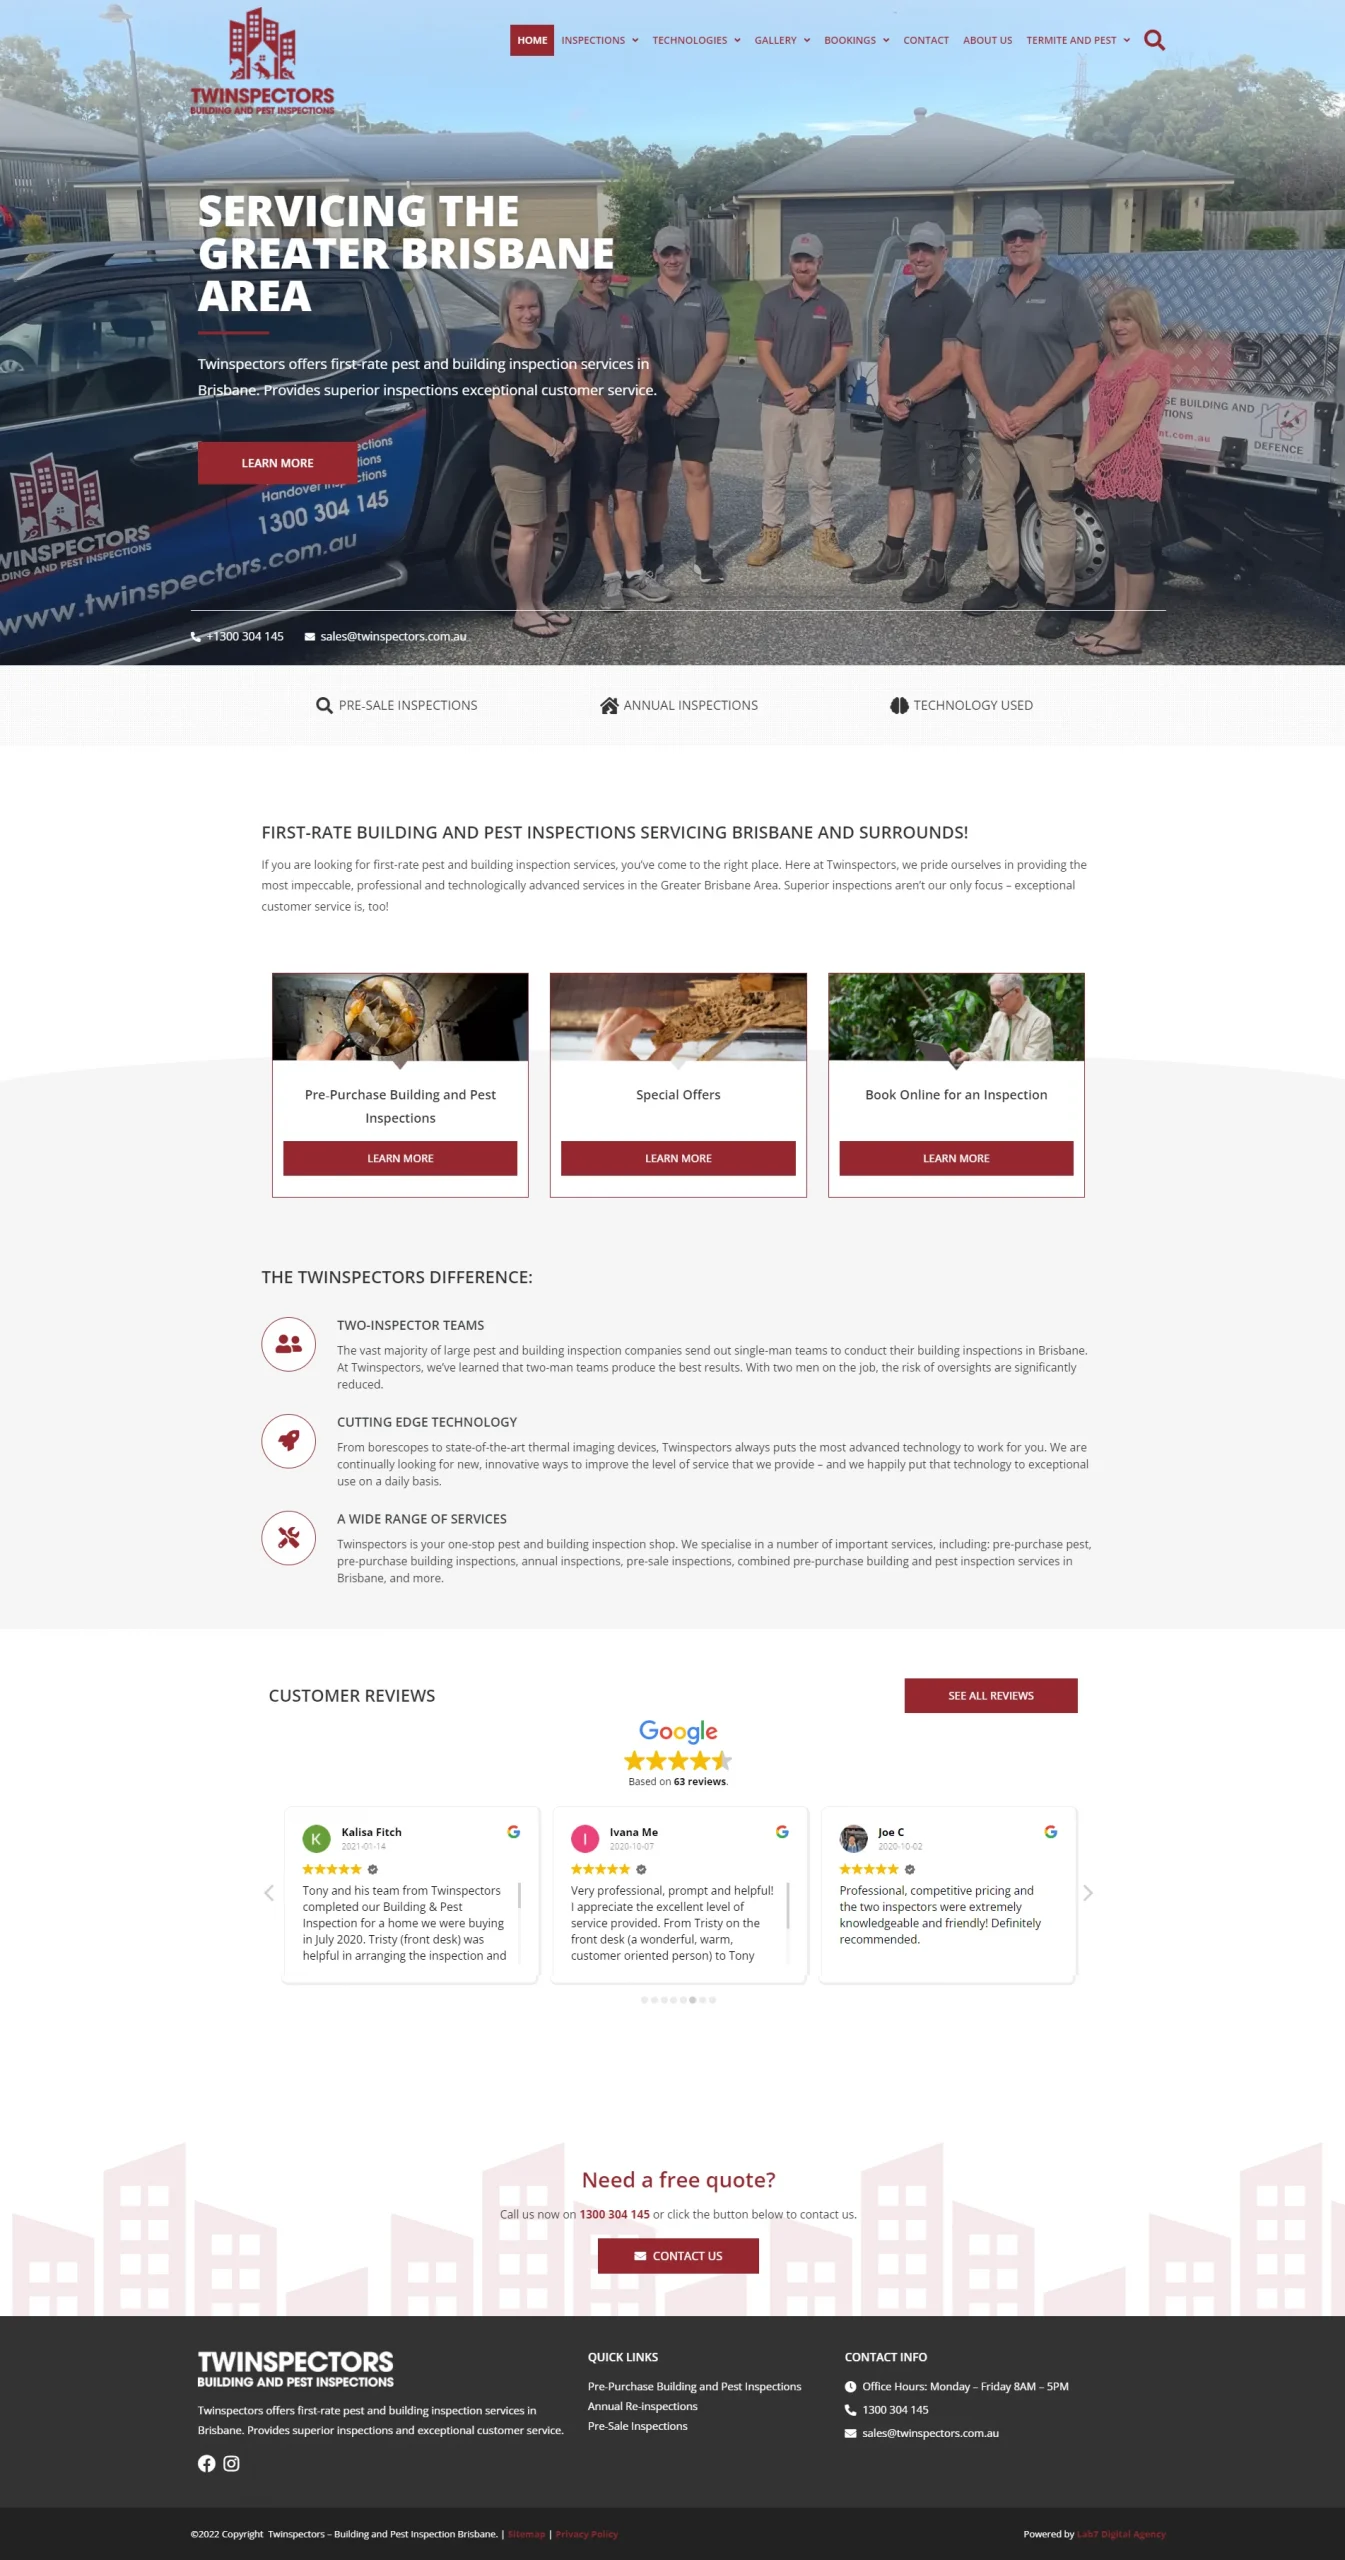 TWINSPECTORS
BUILDING AND PEST INSPECTIONS
HOME
INSPECTIONS
TECHNOLOGIES
GALLERY
BOOKINGS
CONTACT
ABOUT US
TERMITE AND PEST
SERVICING THE
GREATER BRISBANE
AREA
Twinspectors offers first-rate pest and building inspection services in
Brisbane. Provides superior inspections exceptional customer service.
LEARN MORE
Handover
1300 304 145
WINSPECTORS
DING AND PEST INSPECTIONS
www.twinspectors.com.au
SE BUILDING AND
TIONS
nt.com.au
DEFENCE
+1300 304 145
sales@twinspectors.com.au
PRE-SALE INSPECTIONS
ANNUAL INSPECTIONS
TECHNOLOGY USED
FIRST-RATE BUILDING AND PEST INSPECTIONS SERVICING BRISBANE AND SURROUNDS!
If you are looking for first-rate pest and building inspection services, you've come to the right place. Here at Twinspectors, we pride ourselves in providing the
most impeccable, professional and technologically advanced services in the Greater Brisbane Area. Superior inspections aren't our only focus – exceptional
customer service is, too!
Pre-Purchase Building and Pest
Inspections
LEARN MORE
Special Offers
LEARN MORE
Book Online for an Inspection
LEARN MORE
THE TWINSPECTORS DIFFERENCE:
TWO-INSPECTOR TEAMS
The vast majority of large pest and building inspection companies send out single-man teams to conduct their building inspections in Brisbane.
At Twinspectors, we've learned that two-man teams produce the best results. With two men on the job, the risk of oversights are significantly
reduced.
CUTTING EDGE TECHNOLOGY
From borescopes to state-of-the-art thermal imaging devices, Twinspectors always puts the most advanced technology to work for you. We are
continually looking for new, innovative ways to improve the level of service that we provide – and we happily put that technology to exceptional
use on a daily basis.
A WIDE RANGE OF SERVICES
Twinspectors is your one-stop pest and building inspection shop. We specialise in a number of important services, including: pre-purchase pest,
pre-purchase building inspections, annual inspections, pre-sale inspections, combined pre-purchase building and pest inspection services in
Brisbane, and more.
CUSTOMER REVIEWS
SEE ALL REVIEWS
Google
Based on 63 reviews.
K
Kalisa Fitch
2021-01-14
Tony and his team from Twinspectors
completed our Building & Pest
Inspection for a home we were buying
in July 2020. Tristy (front desk) was
helpful in arranging the inspection and
I
Ivana Me
2020-10-07
Very professional, prompt and helpful!
I appreciate the excellent level of
service provided. From Tristy on the
front desk (a wonderful, warm,
customer oriented person) to Tony
Joe C
2020-10-02
Professional, competitive pricing and
the two inspectors were extremely
knowledgeable and friendly! Definitely
recommended.
Need a free quote?
Call us now on 1300 304 145 or click the button below to contact us.
CONTACT US
TWINSPECTORS
BUILDING AND PEST INSPECTIONS
Twinspectors offers first-rate pest and building inspection services in
Brisbane. Provides superior inspections and exceptional customer service.
QUICK LINKS
Pre-Purchase Building and Pest Inspections
Annual Re-inspections
Pre-Sale Inspections
CONTACT INFO
Office Hours: Monday – Friday 8AM – 5PM
1300 304 145
sales@twinspectors.com.au
©2022 Copyright Twinspectors – Building and Pest Inspection Brisbane. | Sitemap | Privacy Policy
Powered by Lab7 Digital Agency